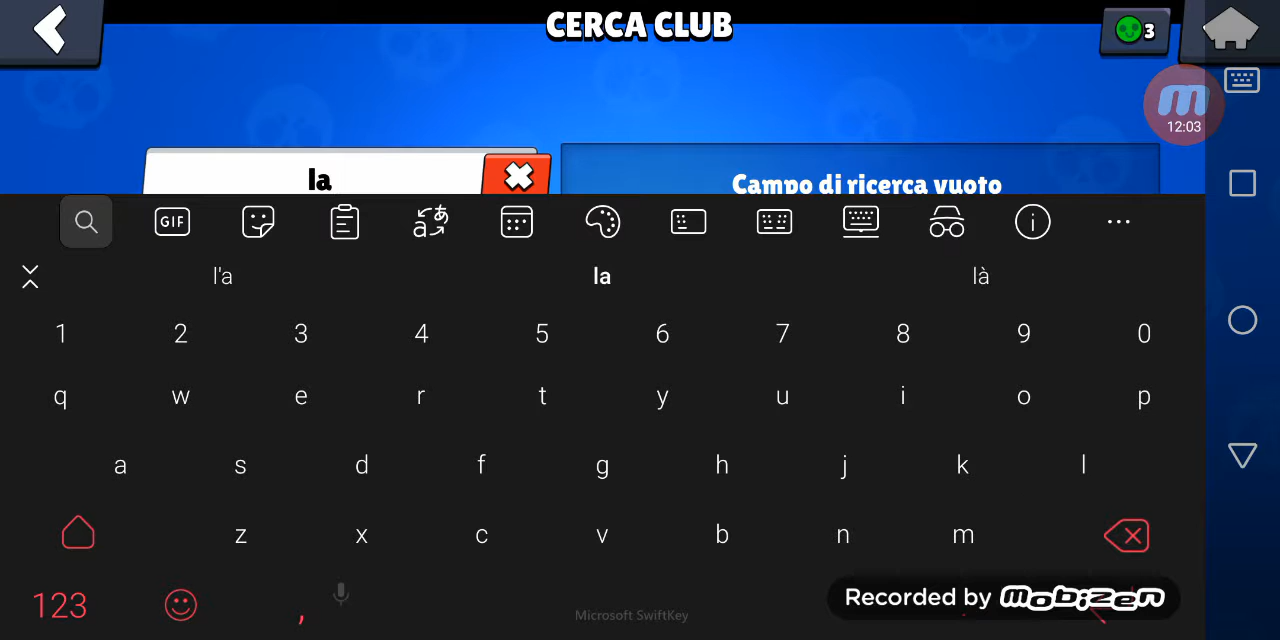 CERCA CLUB
3
12:03
la
Campo di ricerca vuoto
GIF
l'a la là
1 2 3 4 5 6 7 8 9 0
q w e r t y u i o p
a s d f g h j k l
z x c v b n m
123 ,
Microsoft SwiftKey
Recorded by mobizen